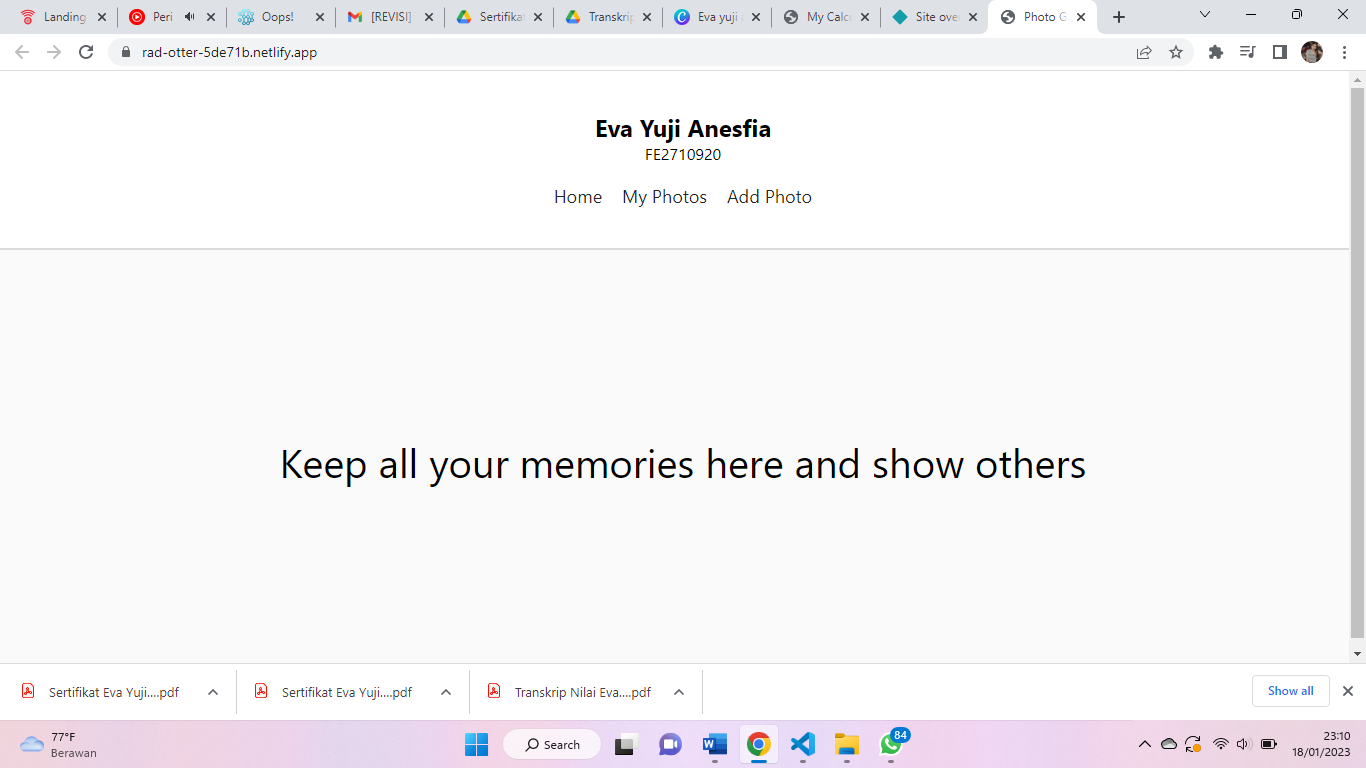 Landing
Peri
Oops!
[REVISI]
Sertifika
Transkrip
Eva yuji
My Calcu
Site over
Photo G
rad-otter-5de71b.netlify.app
Eva Yuji Anesfia
FE2710920
Home My Photos Add Photo
Keep all your memories here and show others
Sertifikat Eva Yuji....pdf
Sertifikat Eva Yuji....pdf
Transkrip Nilai Eva....pdf
Show all
77°F
Berawan
Search
84
23:10
18/01/2023